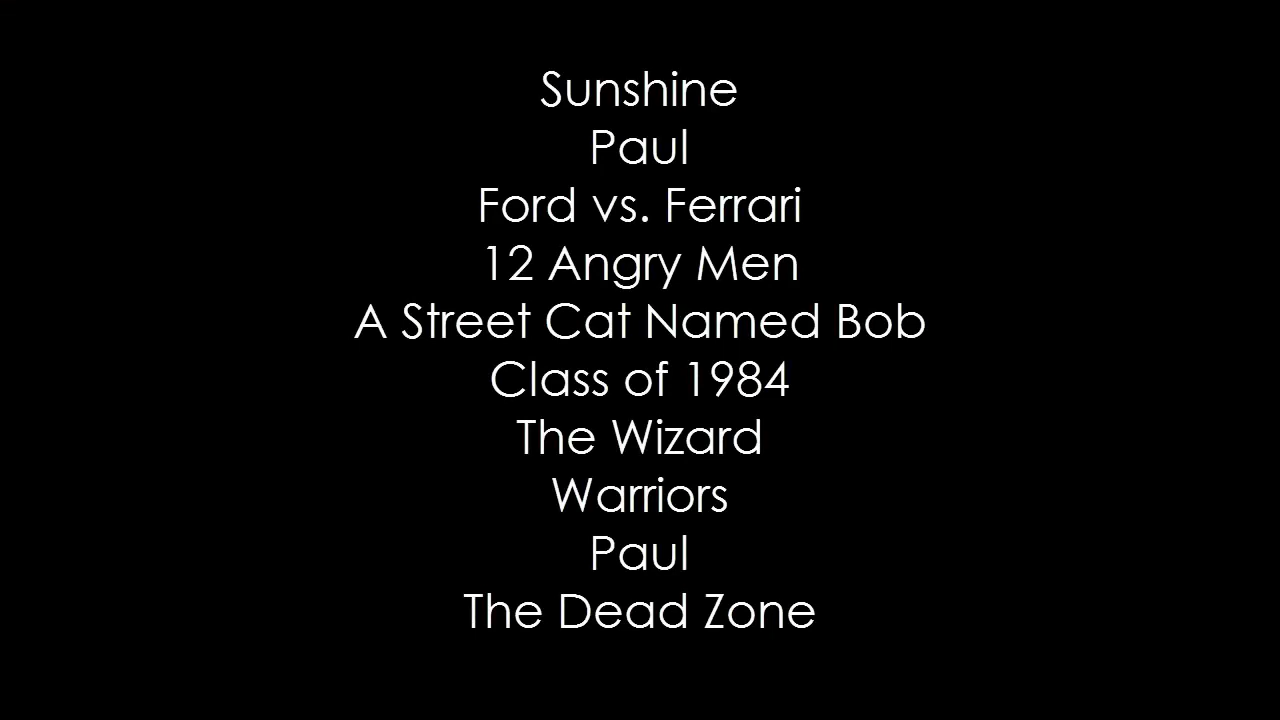 Sunshine
Paul
Ford vs. Ferrari
12 Angry Men
A Street Cat Named Bob
Class of 1984
The Wizard
Warriors
Paul
The Dead Zone